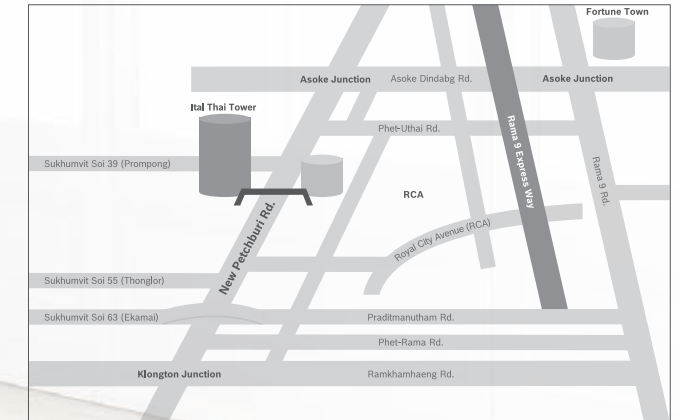 Fortune Town
Asoke Junction
Asoke Dindabg Rd.
Asoke Junction
Ital Thai Tower
Phet-Uthai Rd.
Rama 9 Express Way
Sukhumvit Soi 39 (Prompong)
Rama 9 Rd.
RCA
New Petchburi Rd.
Royal City Avenue (RCA)
Sukhumvit Soi 55 (Thonglor)
Sukhumvit Soi 63 (Ekamai)
Praditmanutham Rd.
Phet-Rama Rd.
Klongton Junction
Ramkhamhaeng Rd.